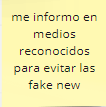 me informo en
medios
reconocidos
para evitar las
fake new